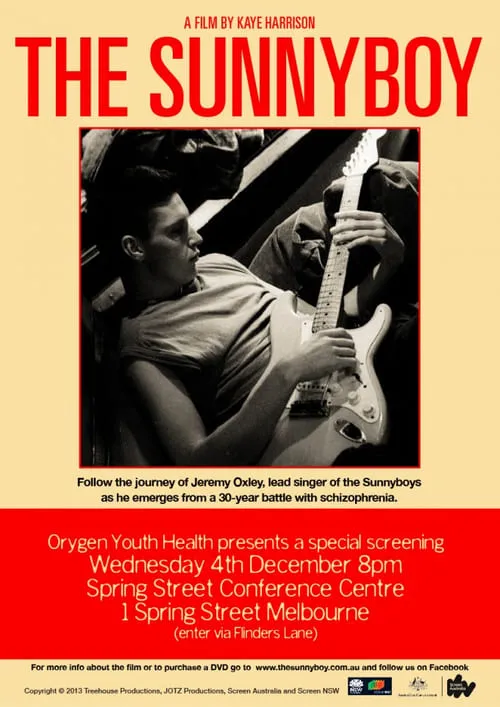 A FILM BY KAYE HARRISON
THE SUNNYBOY
Follow the journey of Jeremy Oxley, lead singer of the Sunnyboys
as he emerges from a 30-year battle with schizophrenia.
Orygen Youth Health presents a special screening
Wednesday 4th December 8pm
Spring Street Conference Centre
1 Spring Street Melbourne
(enter via Flinders Lane)
For more info about the film or to purchase a DVD go to www.thesunnyboy.com.au and follow us on Facebook
Copyright © 2013 Treehouse Productions, JOTZ Productions, Screen Australia and Screen NSW
Screen
Australia